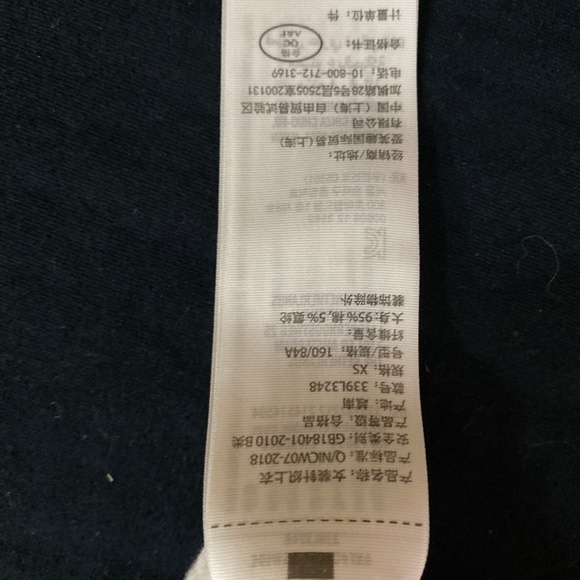 产品名称: 女装针织上衣
产品标准: Q/NICW07-2018
安全类别: GB18401-2010 B类
产品等级: 合格品
产地: 越南
款号: 339L3248
规格: XS
号型/规格: 160/84A
纤维含量:
大身: 95% 棉, 5% 氨纶
装饰物除外
经销商/地址:
爱芙趣国际贸易(上海)
有限公司
中国 (上海) 自由贸易试验区
加枫路28号5层2505室200131
电话: 10-800-712-3169
合格证书: 合格 QC A&F
计量单位: 件